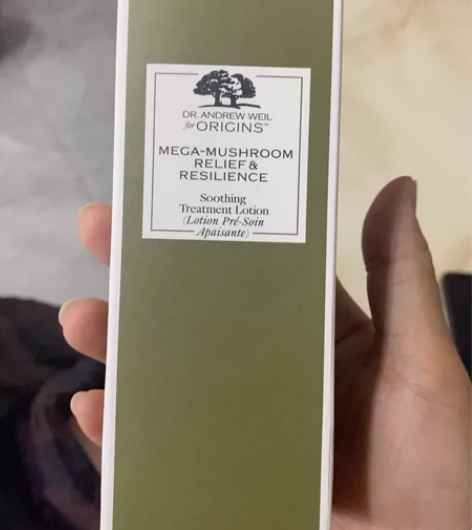 DR. ANDREW WEIL
for ORIGINS™
MEGA-MUSHROOM
RELIEF &
RESILIENCE
Soothing
Treatment Lotion
(Lotion Pré-Soin
Apaisante)